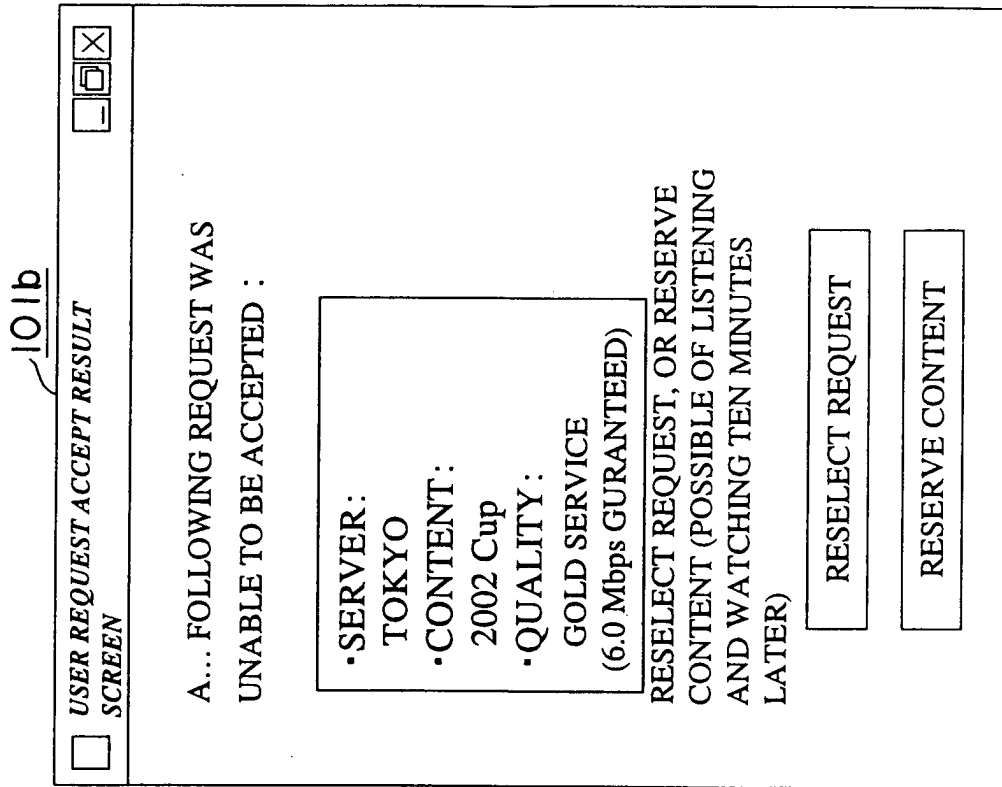 101b
USER REQUEST ACCEPT RESULT
SCREEN
A... FOLLOWING REQUEST WAS
UNABLE TO BE ACCEPTED :
·SERVER:
TOKYO
·CONTENT:
2002 Cup
·QUALITY:
GOLD SERVICE
(6.0 Mbps GURANTEED)
RESELECT REQUEST, OR RESERVE
CONTENT (POSSIBLE OF LISTENING
AND WATCHING TEN MINUTES
LATER)
RESELECT REQUEST
RESERVE CONTENT